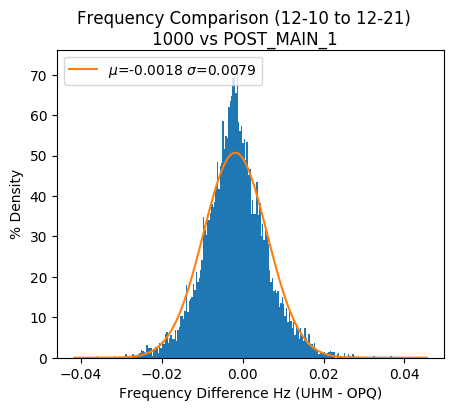 Frequency Comparison (12-10 to 12-21)
1000 vs POST_MAIN_1
μ=-0.0018 σ=0.0079
70
60
50
40
30
20
10
0
% Density
−0.04 −0.02 0.00 0.02 0.04
Frequency Difference Hz (UHM - OPQ)